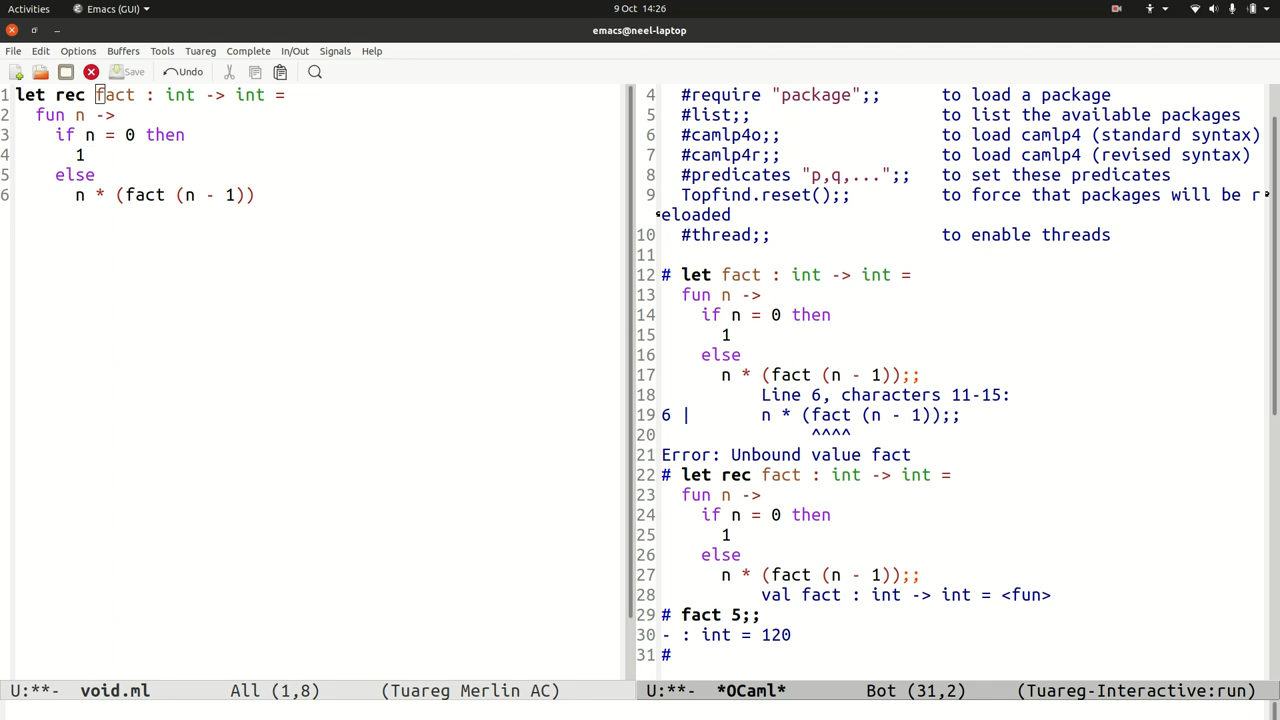 Activities Emacs (GUI) 9 Oct 14:26
emacs@neel-laptop
File Edit Options Buffers Tools Tuareg Complete In/Out Signals Help
Save Undo
1 let rec fact : int -> int =
2 fun n ->
3 if n = 0 then
4 1
5 else
6 n * (fact (n - 1))
U:**- void.ml All (1,8) (Tuareg Merlin AC)
4 #require "package";; to load a package
5 #list;; to list the available packages
6 #camlp4o;; to load camlp4 (standard syntax)
7 #camlp4r;; to load camlp4 (revised syntax)
8 #predicates "p,q,...";; to set these predicates
9 Topfind.reset();; to force that packages will be r
eloaded
10 #thread;; to enable threads
11
12 # let fact : int -> int =
13 fun n ->
14 if n = 0 then
15 1
16 else
17 n * (fact (n - 1));;
18 Line 6, characters 11-15:
19 6 | n * (fact (n - 1));;
20 ^^^^
21 Error: Unbound value fact
22 # let rec fact : int -> int =
23 fun n ->
24 if n = 0 then
25 1
26 else
27 n * (fact (n - 1));;
28 val fact : int -> int = <fun>
29 # fact 5;;
30 - : int = 120
31 #
U:**- *OCaml* Bot (31,2) (Tuareg-Interactive:run)